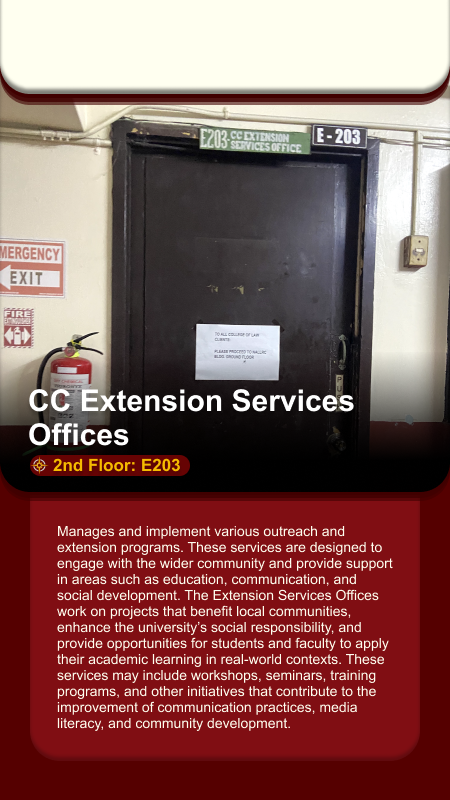 E203 CC EXTENSION
SERVICES OFFICE
E - 203
EMERGENCY
EXIT
FIRE
TO ALL COLLEGE OF LAW
CLIENTS:
PLEASE PROCEED TO
BLDG. GROUND FLOOR
CC Extension Services
Offices
2nd Floor: E203
Manages and implement various outreach and
extension programs. These services are designed to
engage with the wider community and provide support
in areas such as education, communication, and
social development. The Extension Services Offices
work on projects that benefit local communities,
enhance the university’s social responsibility, and
provide opportunities for students and faculty to apply
their academic learning in real-world contexts. These
services may include workshops, seminars, training
programs, and other initiatives that contribute to the
improvement of communication practices, media
literacy, and community development.